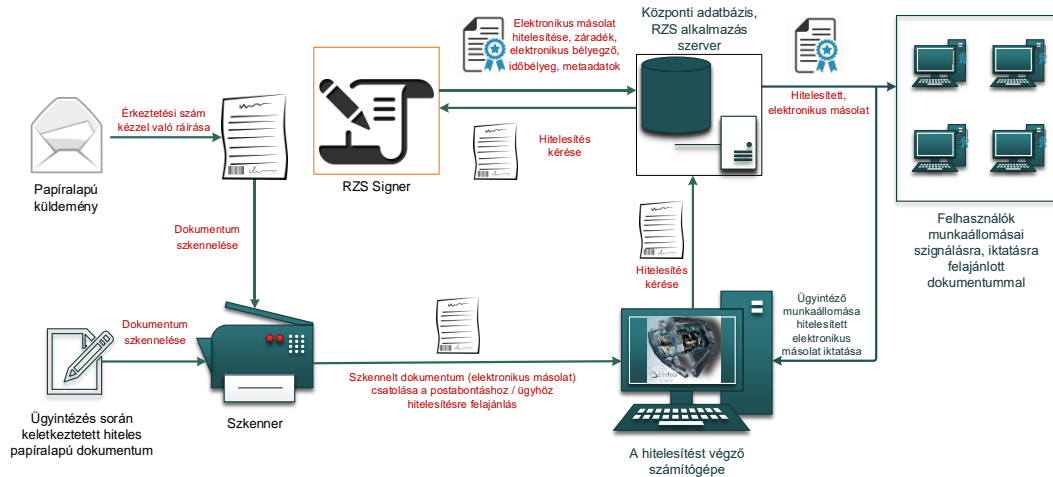 Elektronikus másolat
hitelesítése, záradék,
elektronikus bélyegző,
időbélyeg, metaadatok
Központi adatbázis,
RZS alkalmazás
szerver
Érkeztetési szám
kézzel való ráírása
Hitelesítés
kérése
Hitelesített,
elektronikus másolat
Papíralapú
küldemény
RZS Signer
Felhasználók
munkaállomásai
szignálásra, iktatásra
felajánlott
dokumentummal
Dokumentum
szkennelése
Hitelesítés
kérése
Dokumentum
szkennelése
Ügyintéző
munkaállomása
hitelesített
elektronikus
másolat iktatása
Szkennelt dokumentum (elektronikus másolat)
csatolása a postabontáshoz / ügyhöz
hitelesítésre felajánlás
Ügyintézés során
keletkeztetett hiteles
papíralapú dokumentum
Szkenner
A hitelesítést végző
számítógépe